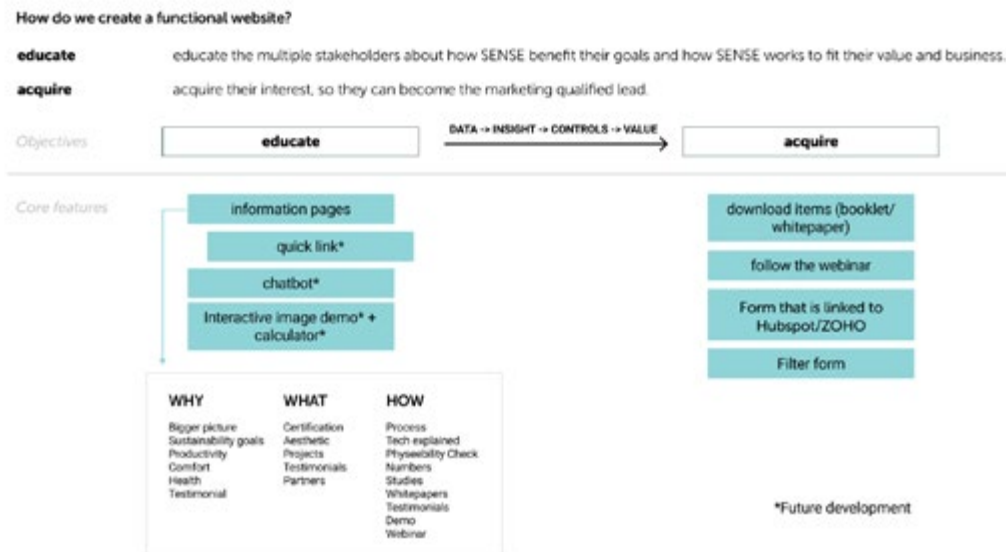 How do we create a functional website?
educate educate the multiple stakeholders about how SENSE benefit their goals and how SENSE works to fit their value and business.
acquire acquire their interest, so they can become the marketing qualified lead.
Objectives educate DATA -> INSIGHT -> CONTROLS -> VALUE acquire
Core features
information pages
quick link*
chatbot*
Interactive image demo* +
calculator*
download items (booklet/
whitepaper)
follow the webinar
Form that is linked to
Hubspot/ZOHO
Filter form
WHY
Bigger picture
Sustainability goals
Productivity
Comfort
Health
Testimonial
WHAT
Certification
Aesthetic
Projects
Testimonials
Partners
HOW
Process
Tech explained
Physeebility Check
Numbers
Studies
Whitepapers
Testimonials
Demo
Webinar
*Future development